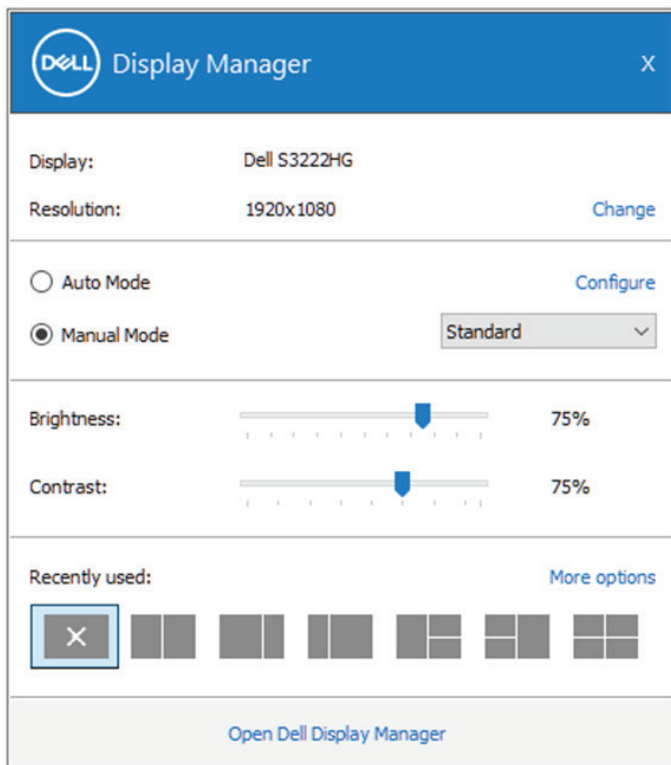 DELL Display Manager X
Display: Dell S3222HG
Resolution: 1920x1080 Change
Auto Mode Configure
Manual Mode Standard
Brightness: 75%
Contrast: 75%
Recently used: More options
Open Dell Display Manager